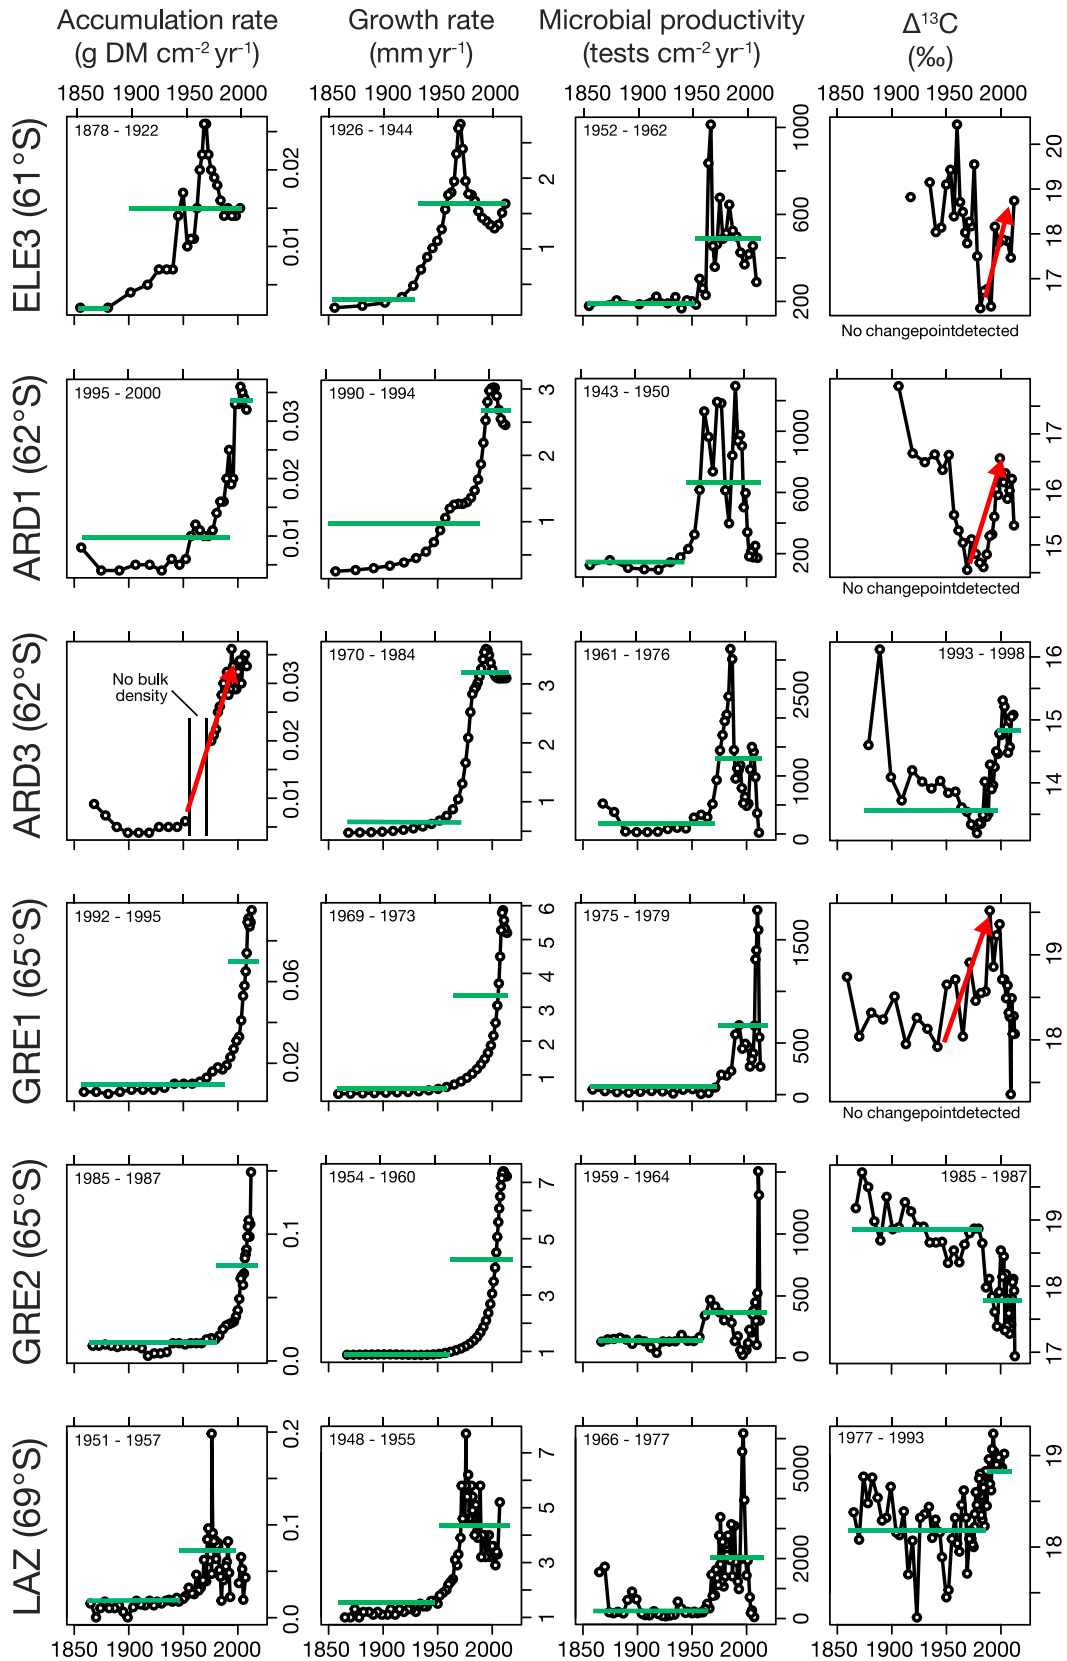 Accumulation rate
(g DM cm-2 yr-1)
Growth rate
(mm yr-1)
Microbial productivity
(tests cm-2 yr-1)
Δ13C
(‰)
1850 1900 1950 2000
1850 1900 1950 2000
1850 1900 1950 2000
1850 1900 1950 2000
ELE3 (61°S)
1878 - 1922
0.01 0.02
1926 - 1944
1 2
1952 - 1962
200 600 1000
17 18 19 20
No changepointdetected
ARD1 (62°S)
1995 - 2000
0.01 0.02 0.03
1990 - 1994
1 2 3
1943 - 1950
200 600 1000
15 16 17
No changepointdetected
ARD3 (62°S)
No bulk
density
0.01 0.02 0.03
1970 - 1984
1 2 3
1961 - 1976
0 1000 2500
1993 - 1998
14 15 16
GRE1 (65°S)
1992 - 1995
0.02 0.06
1969 - 1973
1 2 3 4 5 6
1975 - 1979
0 500 1500
18 19
No changepointdetected
GRE2 (65°S)
1985 - 1987
0.0 0.1
1954 - 1960
1 3 5 7
1959 - 1964
0 500 1000
1985 - 1987
17 18 19
LAZ (69°S)
1951 - 1957
0.0 0.1 0.2
1948 - 1955
1 3 5 7
1966 - 1977
0 2000 5000
1977 - 1993
18 19
1850 1900 1950 2000
1850 1900 1950 2000
1850 1900 1950 2000
1850 1900 1950 2000